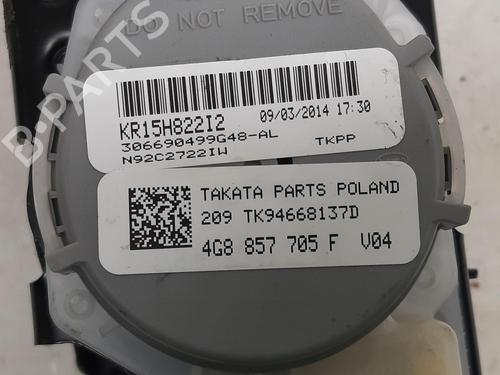 DO NOT REMOVE
KR15H822I2 09/03/2014 17:30
306690499G48-AL TKPP
N92C2722IW
TAKATA PARTS POLAND
209 TK94668137D
4G8 857 705 F V04
B-PARTS